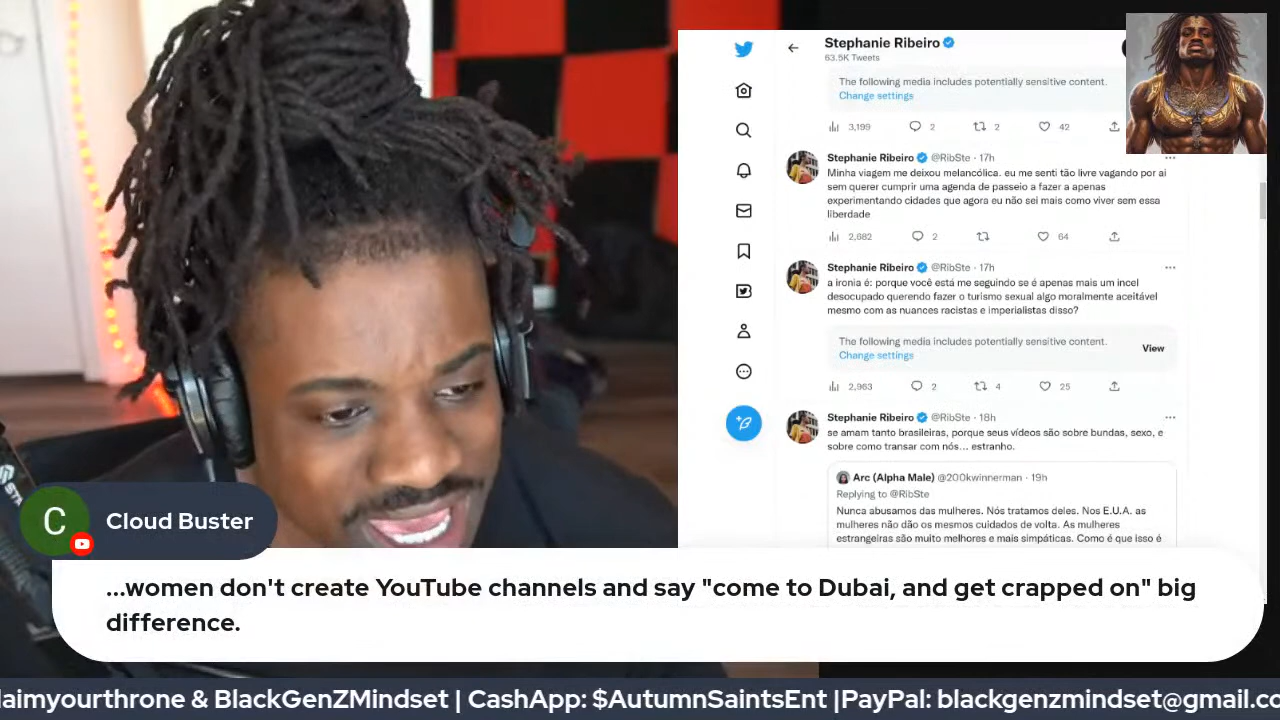 Stephanie Ribeiro
63.5K Tweets
The following media includes potentially sensitive content.
Change settings
3,199 2 2 42
Stephanie Ribeiro @RibSte · 17h
Minha viagem me deixou melancólica. eu me senti tão livre vagando por ai
sem querer cumprir uma agenda de passeio a fazer a apenas
experimentando cidades que agora eu não sei mais como viver sem essa
liberdade
2,682 2 64
Stephanie Ribeiro @RibSte · 17h
a ironia é: porque você está me seguindo se é apenas mais um incel
desocupado querendo fazer o turismo sexual algo moralmente aceitável
mesmo com as nuances racistas e imperialistas disso?
The following media includes potentially sensitive content.
View
Change settings
2,963 2 4 25
Stephanie Ribeiro @RibSte · 18h
se amam tanto brasileiras, porque seus vídeos são sobre bundas, sexo, e
sobre como transar com nós... estranho.
Arc (Alpha Male) @200kwinnerman · 19h
Replying to @RibSte
Nunca abusamos das mulheres. Nós tratamos deles. Nos E.U.A. as
mulheres não dão os mesmos cuidados de volta. As mulheres
estrangeiras são muito melhores e mais simpáticas. Como é que isso é
C Cloud Buster
...women don't create YouTube channels and say "come to Dubai, and get crapped on" big
difference.
laimyourthrone & BlackGenZMindset | CashApp: $AutumnSaintsEnt |PayPal: blackgenzmindset@gmail.co